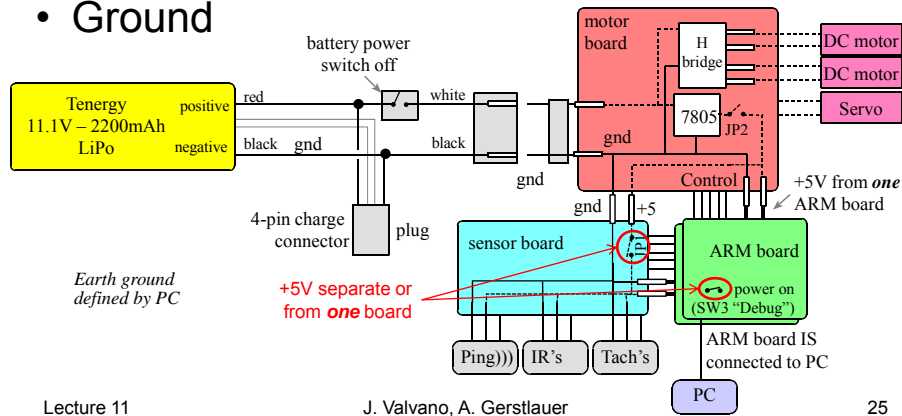 • Ground
battery power
switch off
motor
board
H
bridge
DC motor
DC motor
Servo
Tenergy
11.1V – 2200mAh
LiPo
positive
negative
red
white
black
gnd
black
gnd
7805
JP2
gnd
Control
+5V from one
ARM board
4-pin charge
connector
plug
gnd
+5
sensor board
JP1
ARM board
power on
(SW3 “Debug”)
Earth ground
defined by PC
+5V separate or
from one board
Ping)))
IR's
Tach's
ARM board IS
connected to PC
PC
Lecture 11
J. Valvano, A. Gerstlauer
25